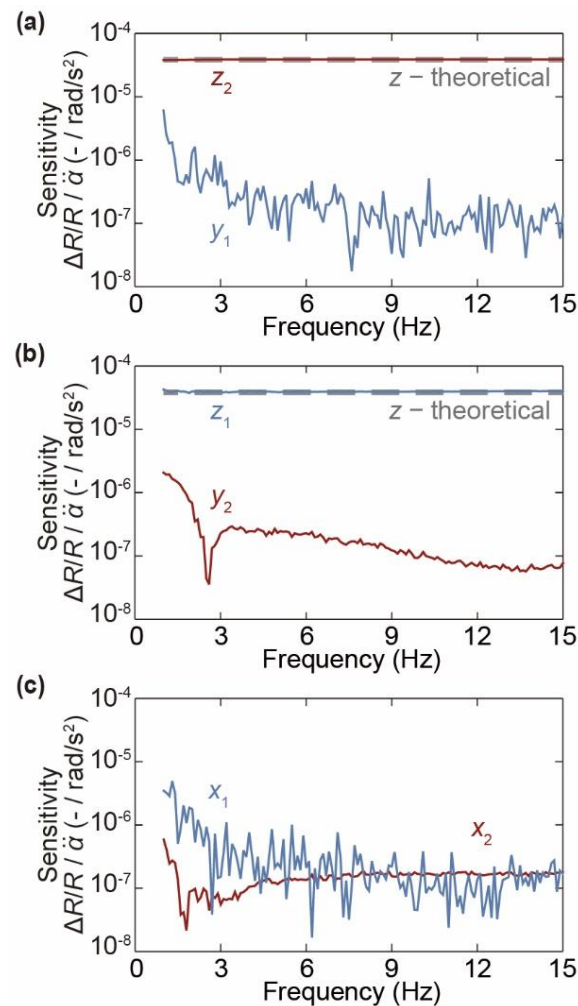 (a)
10⁻⁴
10⁻⁵
10⁻⁶
10⁻⁷
10⁻⁸
Sensitivity
ΔR/R / α̈ (- / rad/s²)
z₂
z − theoretical
y₁
0 3 6 9 12 15
Frequency (Hz)
(b)
10⁻⁴
10⁻⁵
10⁻⁶
10⁻⁷
10⁻⁸
Sensitivity
ΔR/R / α̈ (- / rad/s²)
z₁
z − theoretical
y₂
0 3 6 9 12 15
Frequency (Hz)
(c)
10⁻⁴
10⁻⁵
10⁻⁶
10⁻⁷
10⁻⁸
Sensitivity
ΔR/R / α̈ (- / rad/s²)
x₁
x₂
0 3 6 9 12 15
Frequency (Hz)